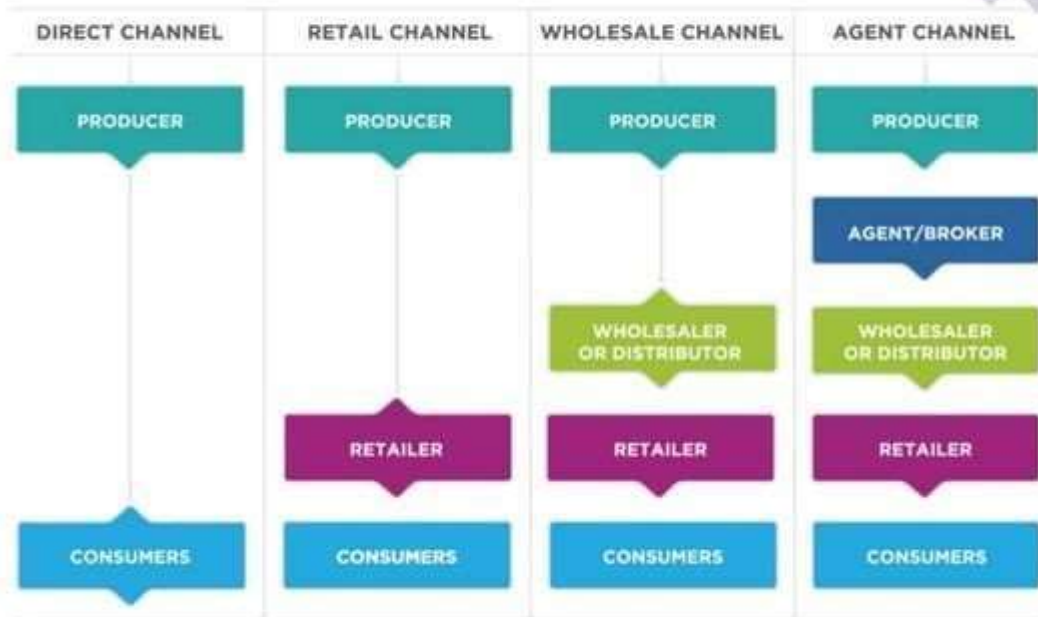 DIRECT CHANNEL
RETAIL CHANNEL
WHOLESALE CHANNEL
AGENT CHANNEL
PRODUCER
PRODUCER
PRODUCER
PRODUCER
AGENT/BROKER
WHOLESALER
OR DISTRIBUTOR
WHOLESALER
OR DISTRIBUTOR
RETAILER
RETAILER
RETAILER
CONSUMERS
CONSUMERS
CONSUMERS
CONSUMERS